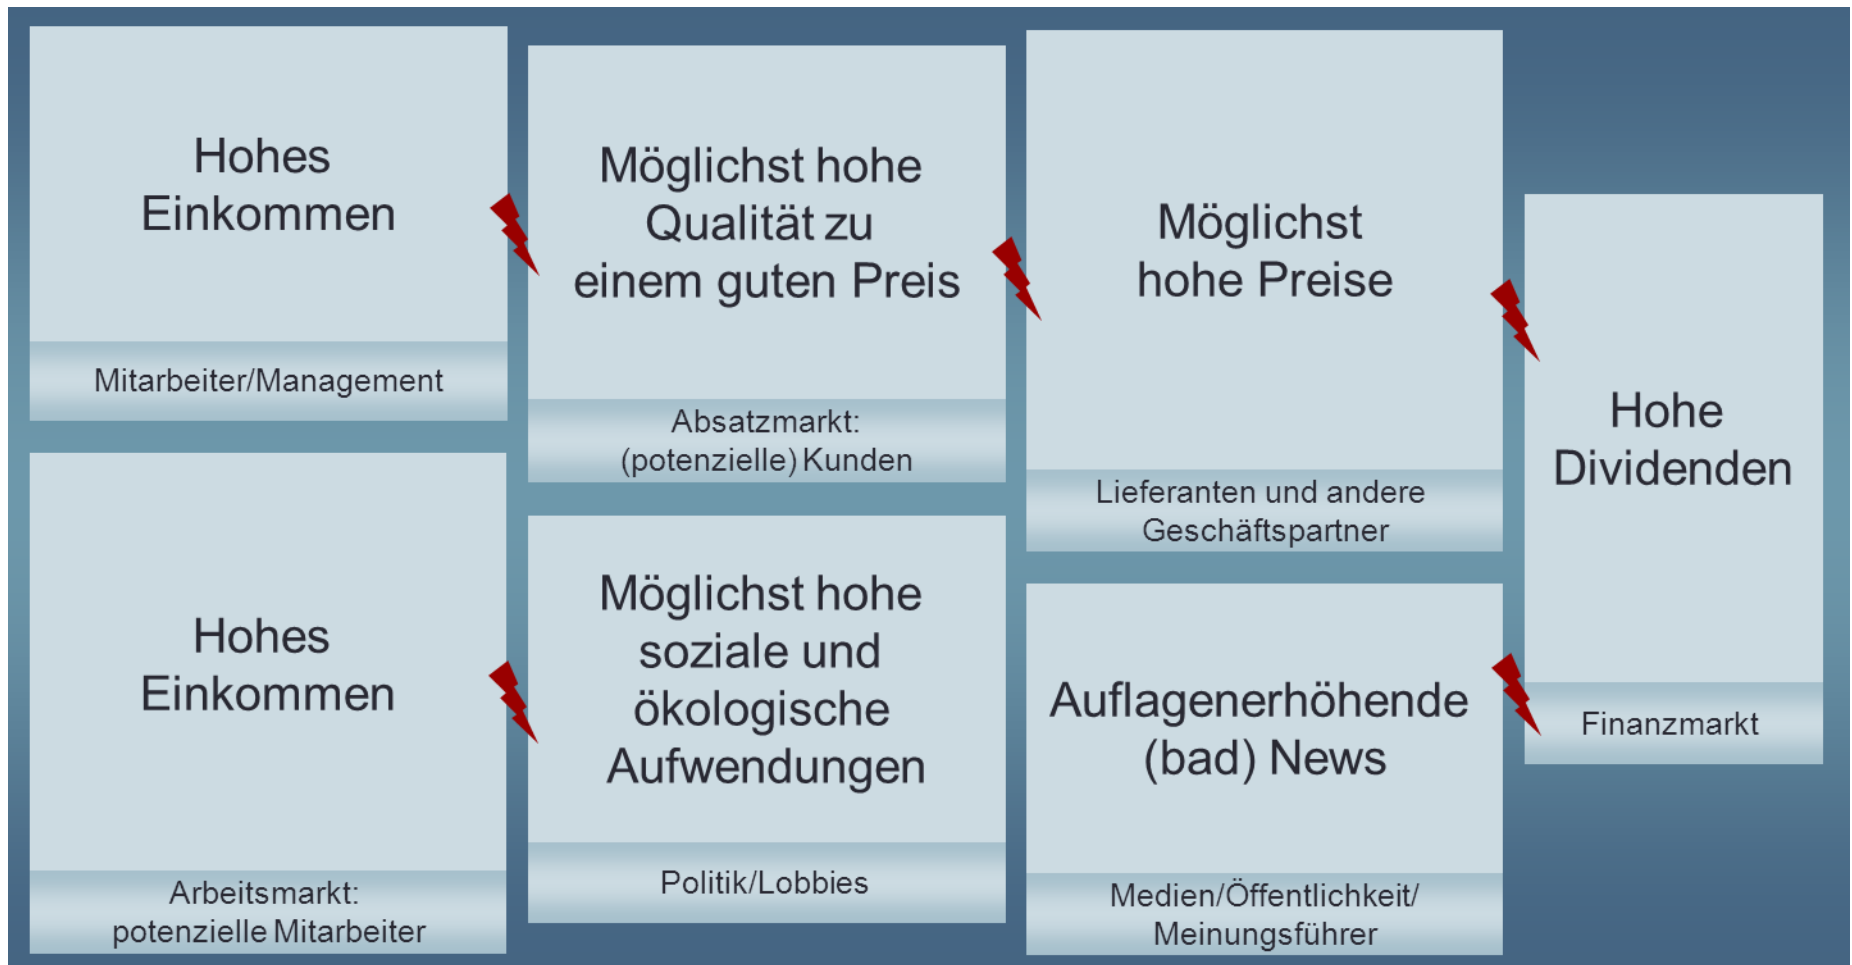 Hohes
Einkommen
Mitarbeiter/Management
Möglichst hohe
Qualität zu
einem guten Preis
Absatzmarkt:
(potenzielle) Kunden
Möglichst
hohe Preise
Lieferanten und andere
Geschäftspartner
Hohe
Dividenden
Finanzmarkt
Hohes
Einkommen
Arbeitsmarkt:
potenzielle Mitarbeiter
Möglichst hohe
soziale und
ökologische
Aufwendungen
Politik/Lobbies
Auflagenerhöhende
(bad) News
Medien/Öffentlichkeit/
Meinungsführer